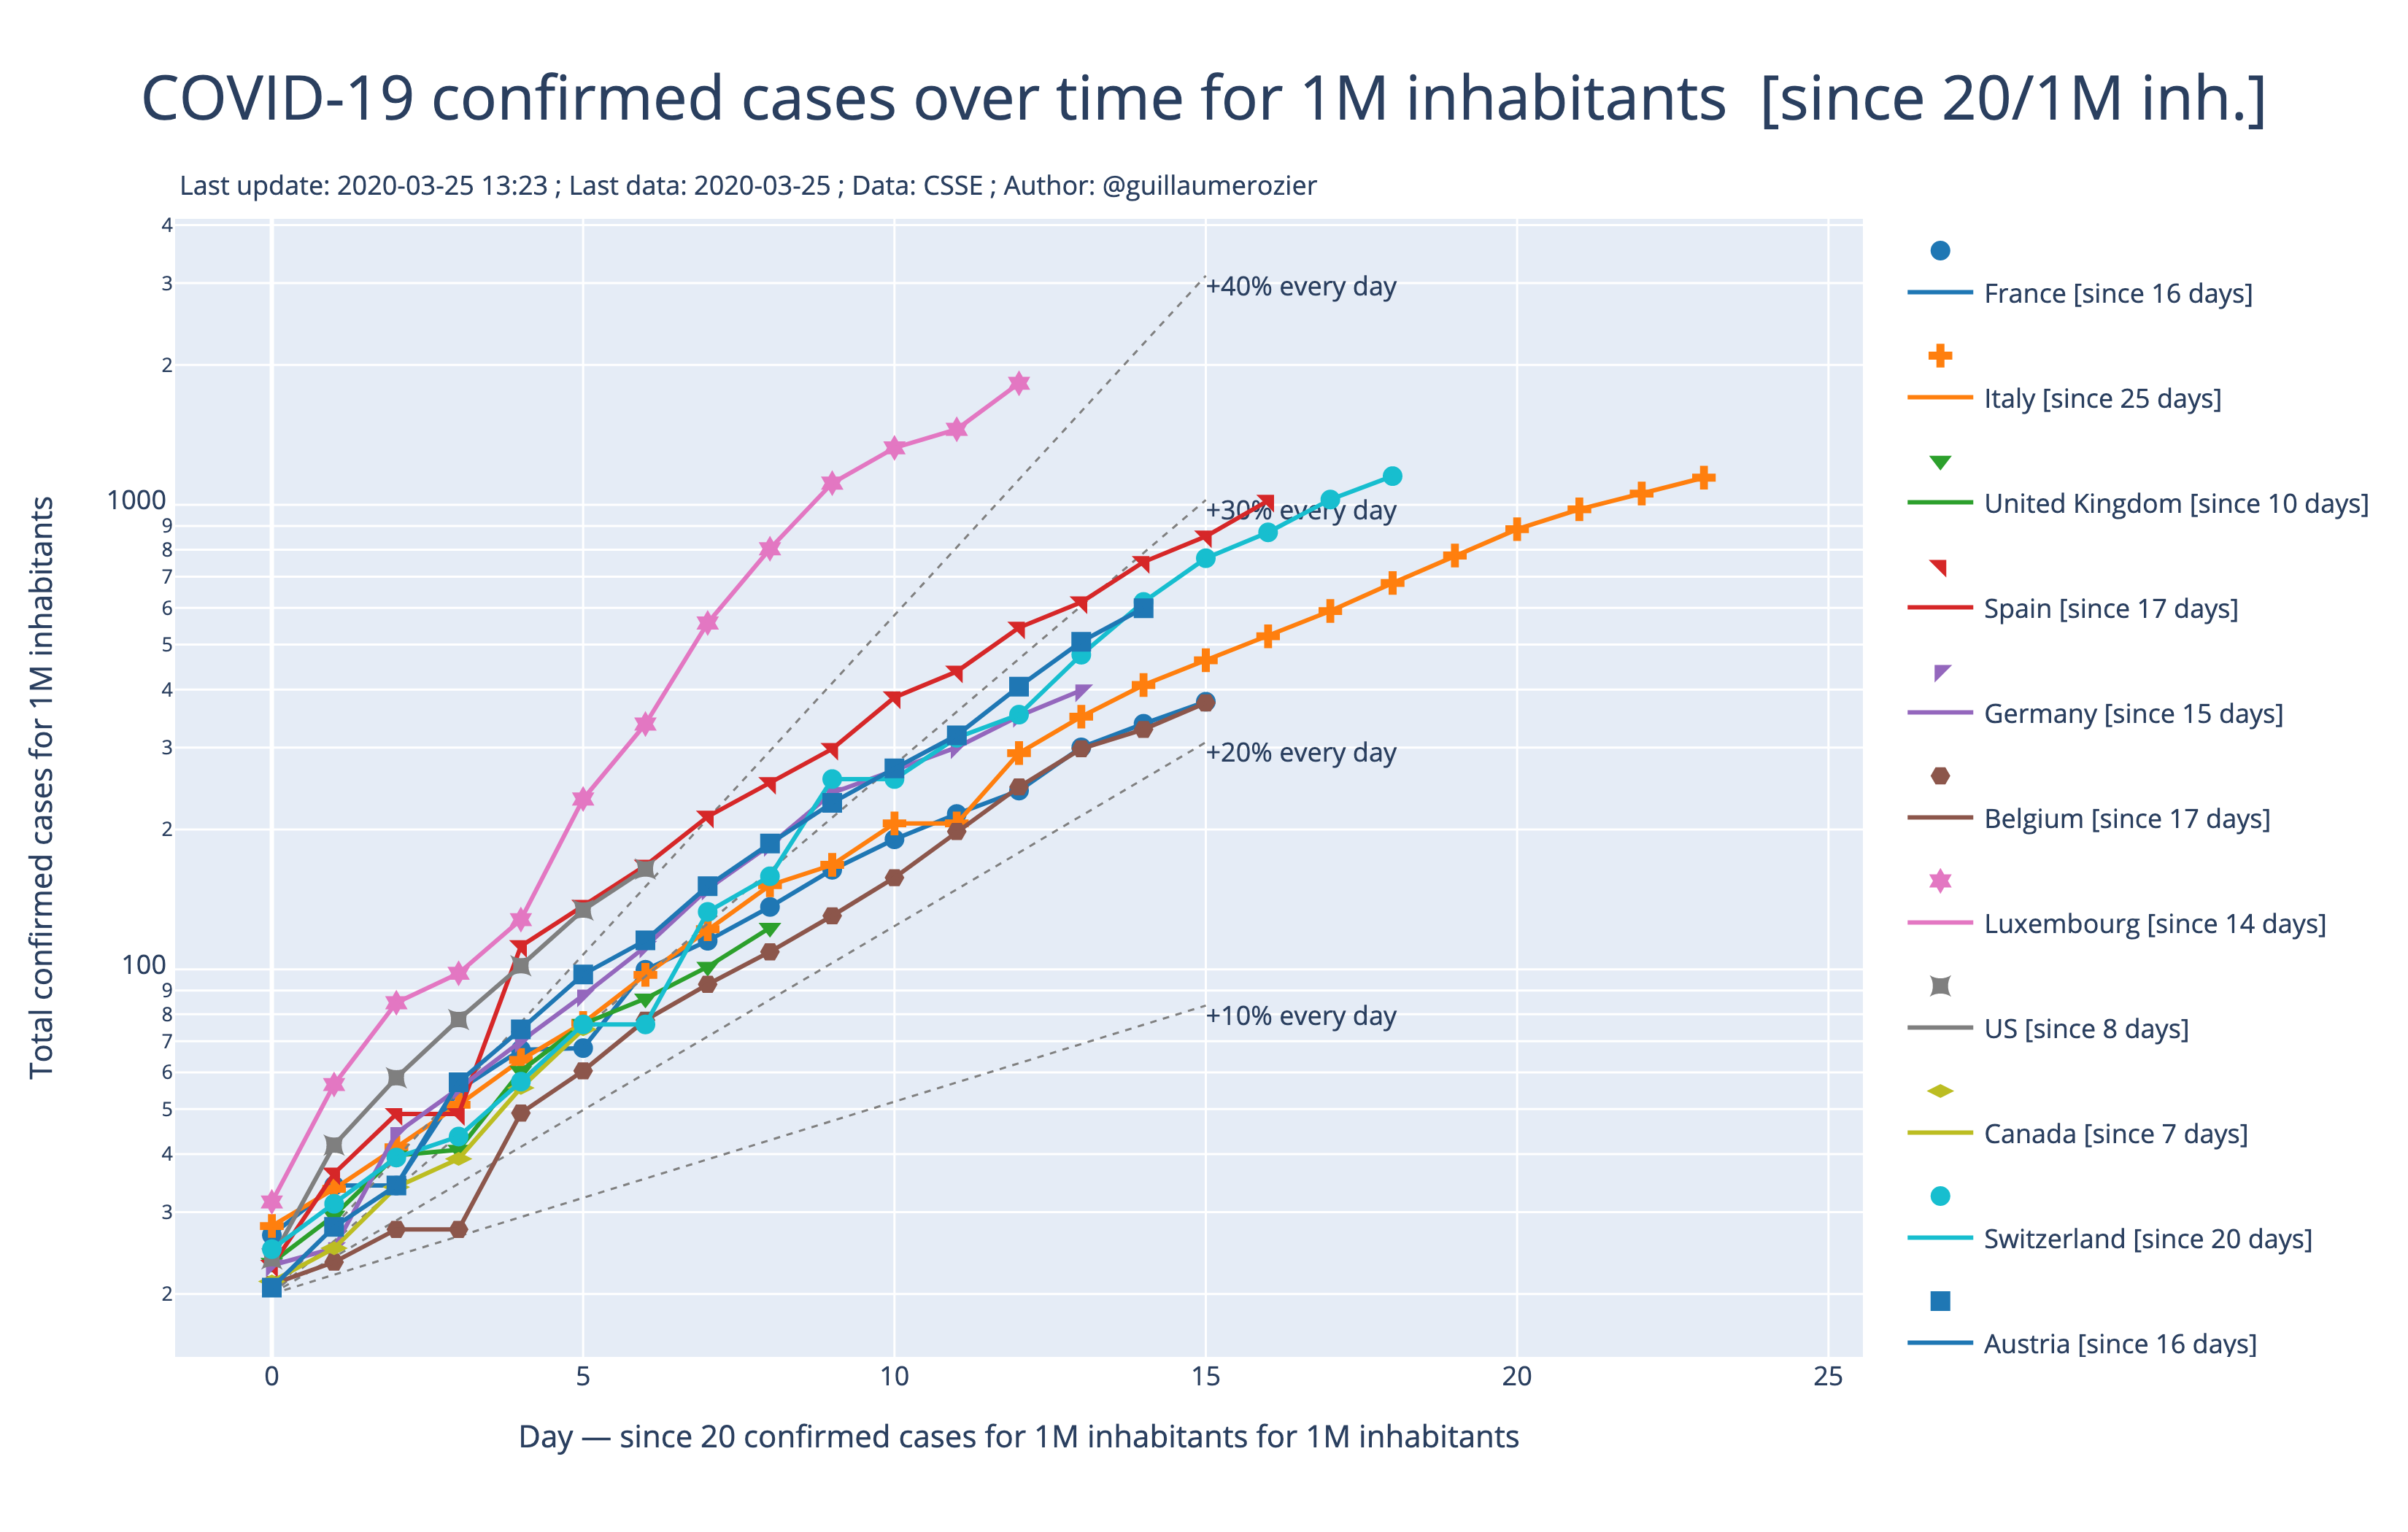 COVID-19 confirmed cases over time for 1M inhabitants [since 20/1M inh.]
Last update: 2020-03-25 13:23 ; Last data: 2020-03-25 ; Data: CSSE ; Author: @guillaumerozier
Total confirmed cases for 1M inhabitants
4
3
2
1000
9
8
7
6
5
4
3
2
100
9
8
7
6
5
4
3
2
+40% every day
+30% every day
+20% every day
+10% every day
0 5 10 15 20 25
Day — since 20 confirmed cases for 1M inhabitants for 1M inhabitants
France [since 16 days]
Italy [since 25 days]
United Kingdom [since 10 days]
Spain [since 17 days]
Germany [since 15 days]
Belgium [since 17 days]
Luxembourg [since 14 days]
US [since 8 days]
Canada [since 7 days]
Switzerland [since 20 days]
Austria [since 16 days]